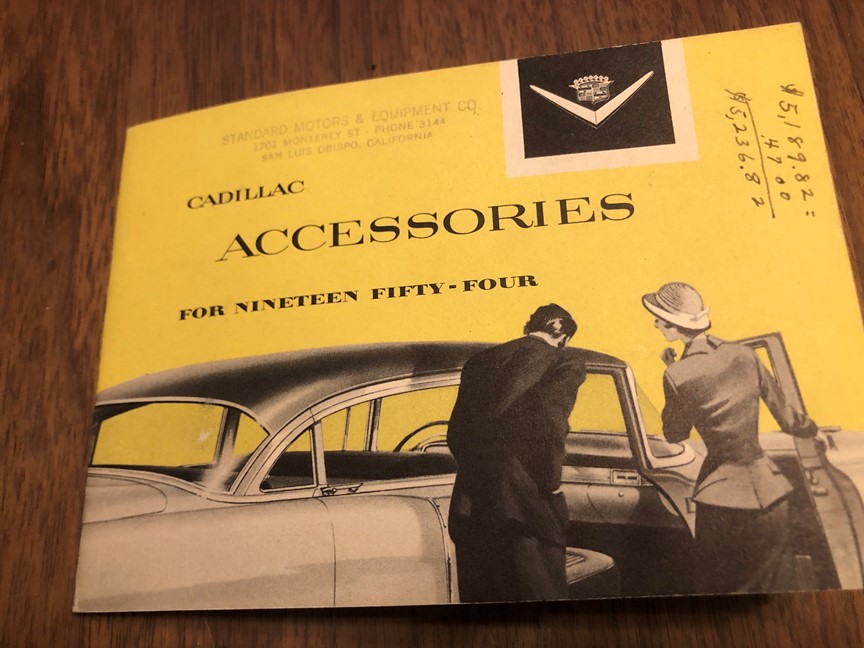 STANDARD MOTORS & EQUIPMENT CO.
1701 MONTEREY ST - PHONE 3144
SAN LUIS OBISPO, CALIFORNIA
CADILLAC
ACCESSORIES
FOR NINETEEN FIFTY-FOUR
$5,189.82
47 00
$5,236.82